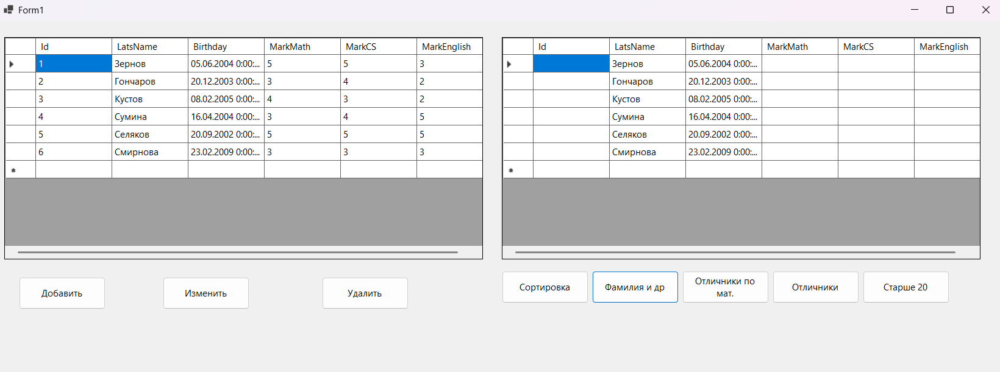 Form1
Id LatsName Birthday MarkMath MarkCS MarkEnglish
1 Зернов 05.06.2004 0:00:... 5 5 3
2 Гончаров 20.12.2003 0:00:... 3 4 2
3 Кустов 08.02.2005 0:00:... 4 3 2
4 Сумина 16.04.2004 0:00:... 3 4 5
5 Селяков 20.09.2002 0:00:... 5 5 5
6 Смирнова 23.02.2009 0:00:... 3 3 3
Добавить Изменить Удалить
Id LatsName Birthday MarkMath MarkCS MarkEnglish
Зернов 05.06.2004 0:00:...
Гончаров 20.12.2003 0:00:...
Кустов 08.02.2005 0:00:...
Сумина 16.04.2004 0:00:...
Селяков 20.09.2002 0:00:...
Смирнова 23.02.2009 0:00:...
Сортировка
Фамилия и др
Отличники по
мат.
Отличники
Старше 20